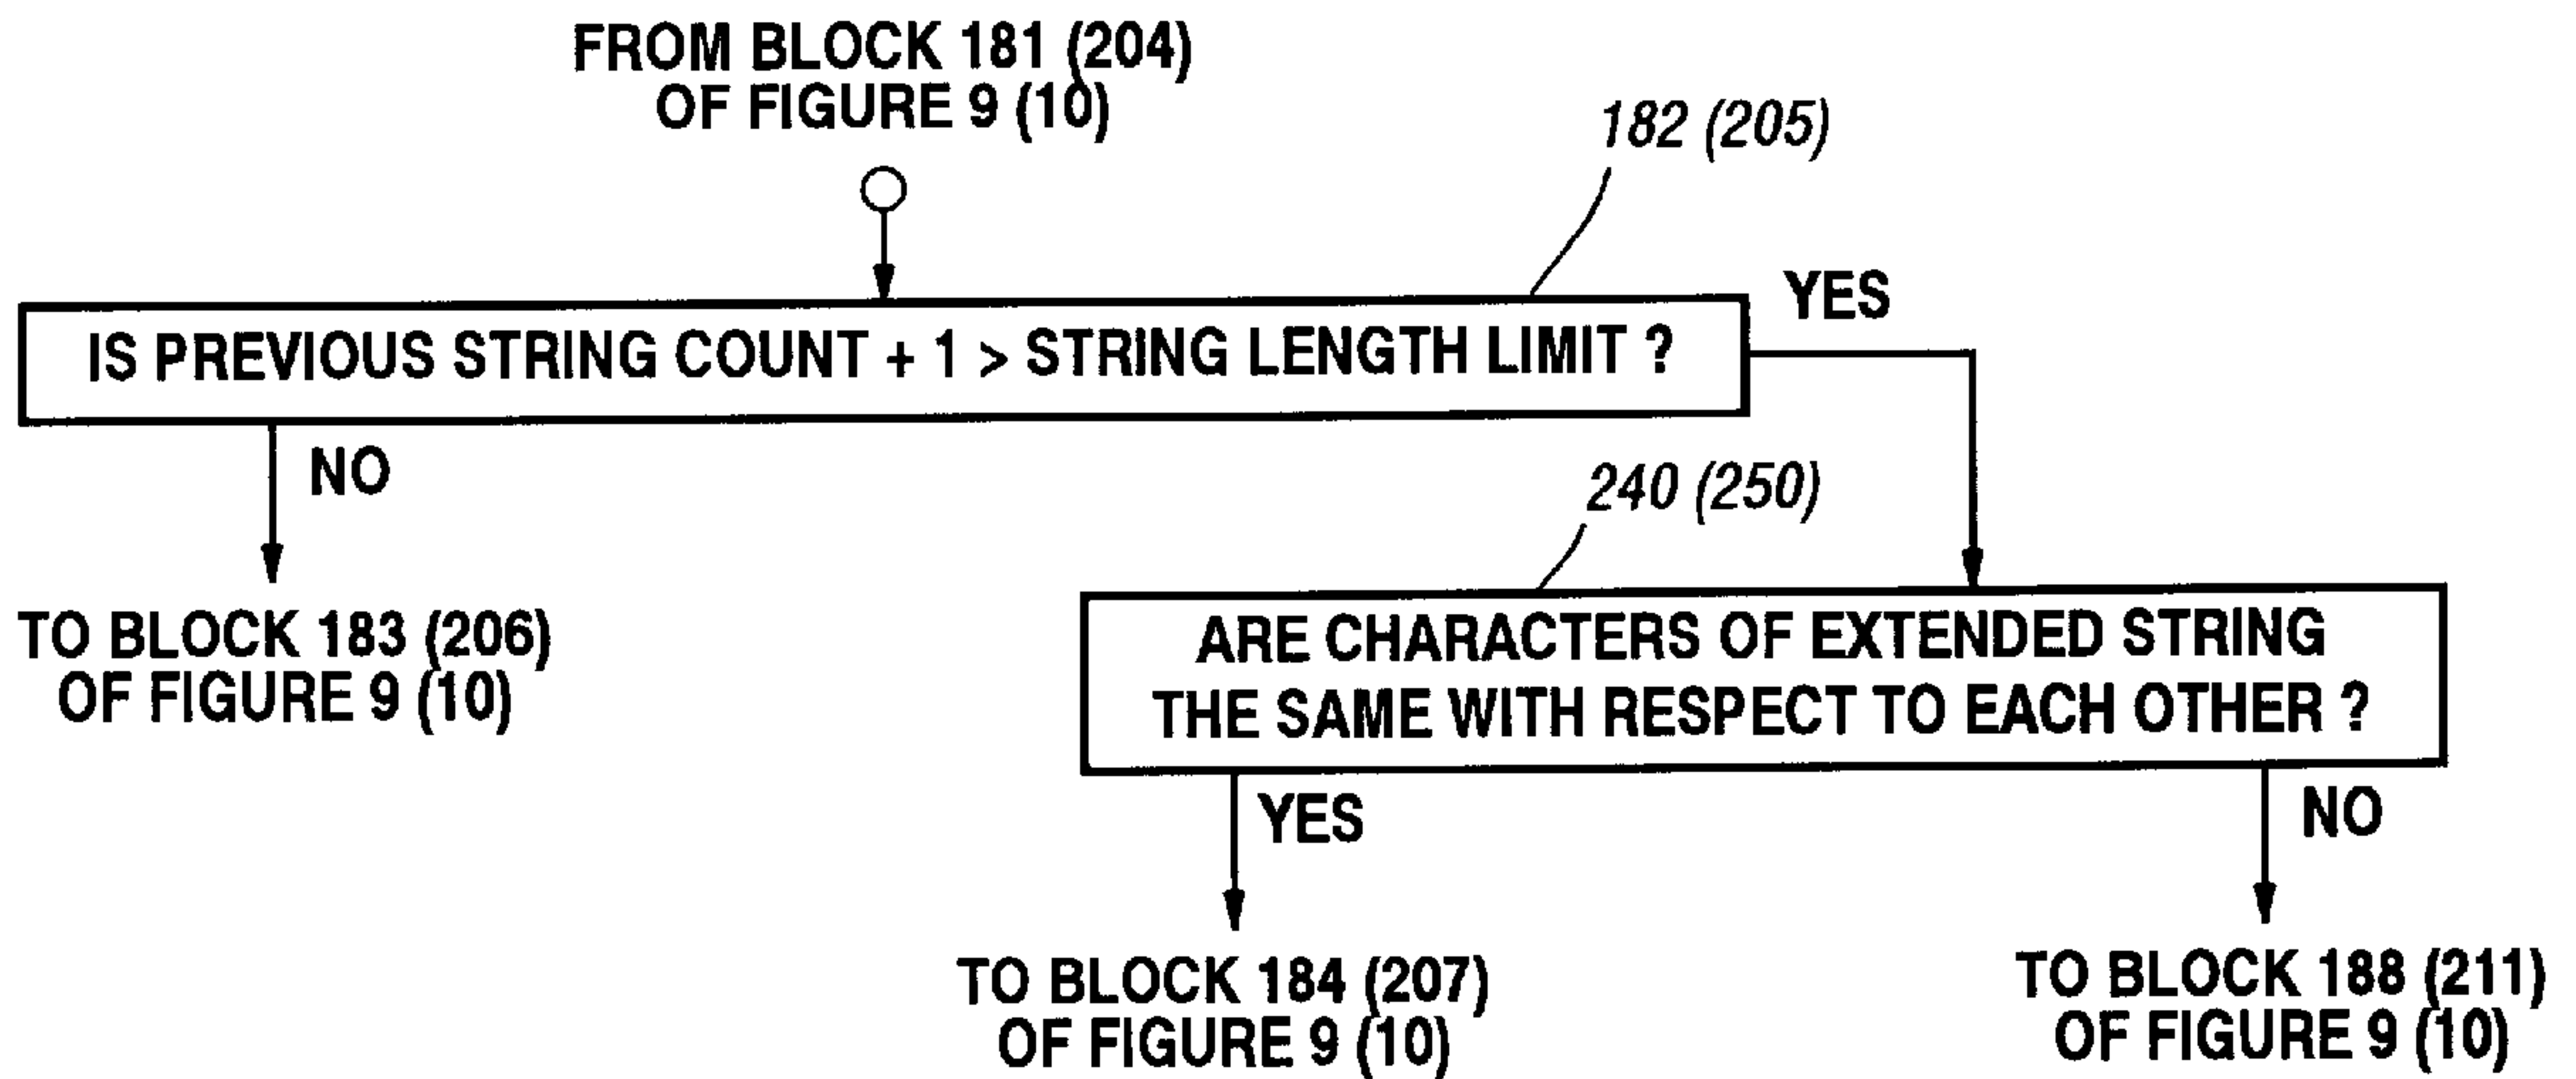 FROM BLOCK 181 (204)
OF FIGURE 9 (10)
182 (205)
IS PREVIOUS STRING COUNT + 1 > STRING LENGTH LIMIT ?
YES
NO
TO BLOCK 183 (206)
OF FIGURE 9 (10)
240 (250)
ARE CHARACTERS OF EXTENDED STRING
THE SAME WITH RESPECT TO EACH OTHER ?
YES
NO
TO BLOCK 184 (207)
OF FIGURE 9 (10)
TO BLOCK 188 (211)
OF FIGURE 9 (10)